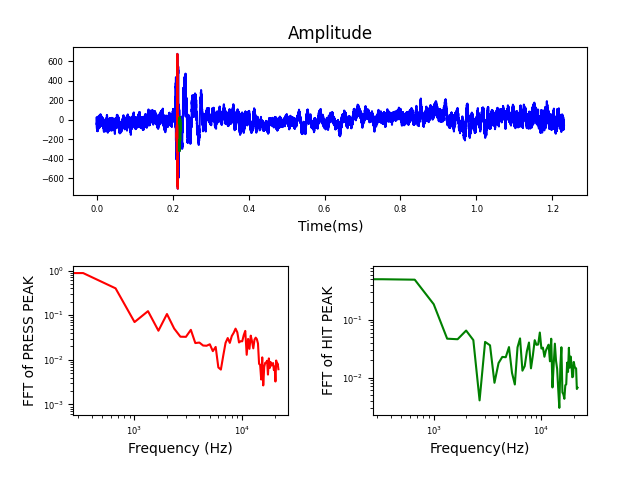 Amplitude
600
400
200
0
−200
−400
−600
0.0 0.2 0.4 0.6 0.8 1.0 1.2
Time(ms)
FFT of PRESS PEAK
10⁰
10⁻¹
10⁻²
10⁻³
10³ 10⁴
Frequency (Hz)
FFT of HIT PEAK
10⁻¹
10⁻²
10³ 10⁴
Frequency(Hz)